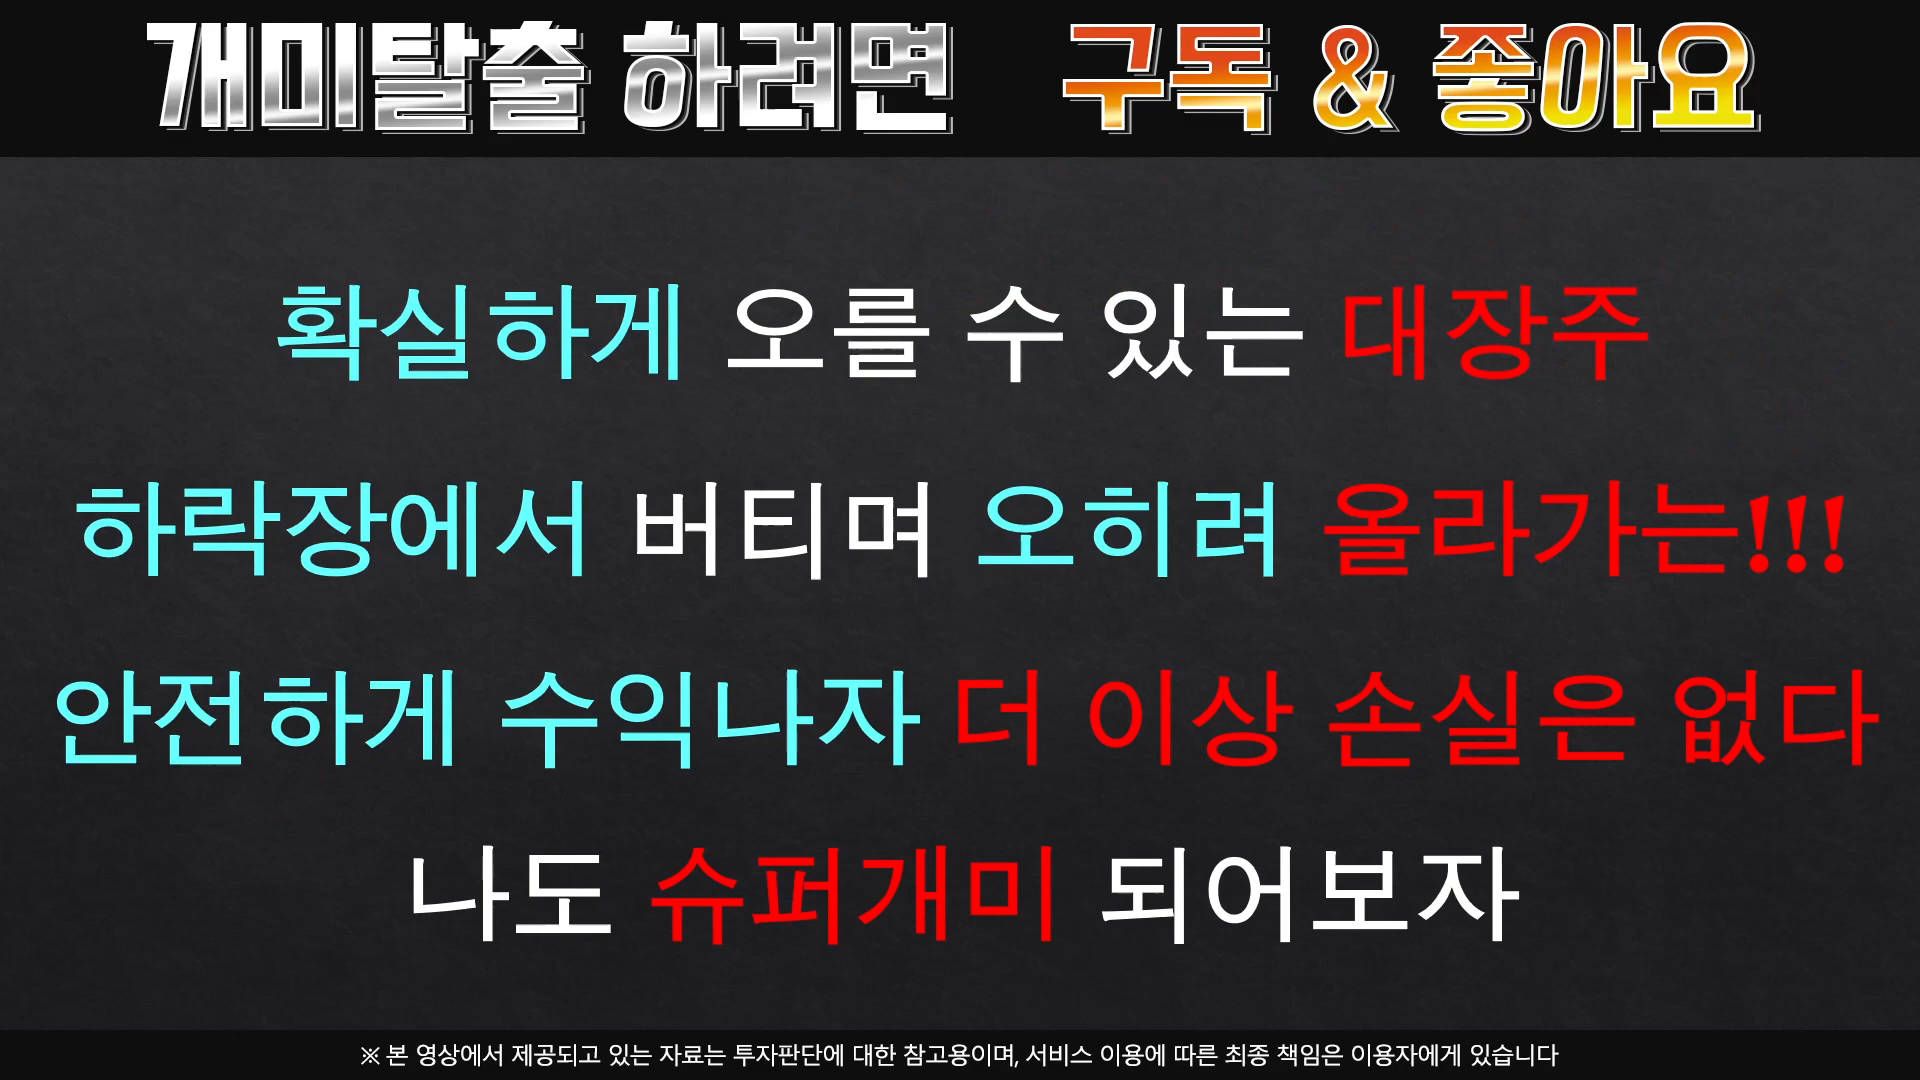 개미탈출 하려면 구독 & 좋아요
확실하게 오를 수 있는 대장주
하락장에서 버티며 오히려 올라가는!!!
안전하게 수익나자 더 이상 손실은 없다
나도 슈퍼개미 되어보자
※ 본 영상에서 제공되고 있는 자료는 투자판단에 대한 참고용이며, 서비스 이용에 따른 최종 책임은 이용자에게 있습니다